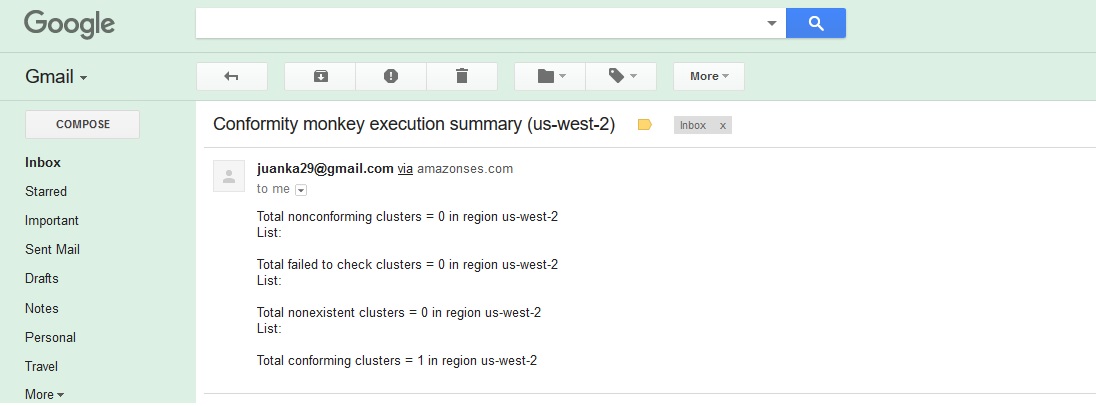 Google
Gmail
More
COMPOSE
Conformity monkey execution summary (us-west-2)
Inbox x
Inbox
Starred
Important
Sent Mail
Drafts
Notes
Personal
Travel
More
juanka29@gmail.com via amazonses.com
to me
Total nonconforming clusters = 0 in region us-west-2
List:
Total failed to check clusters = 0 in region us-west-2
List:
Total nonexistent clusters = 0 in region us-west-2
List:
Total conforming clusters = 1 in region us-west-2